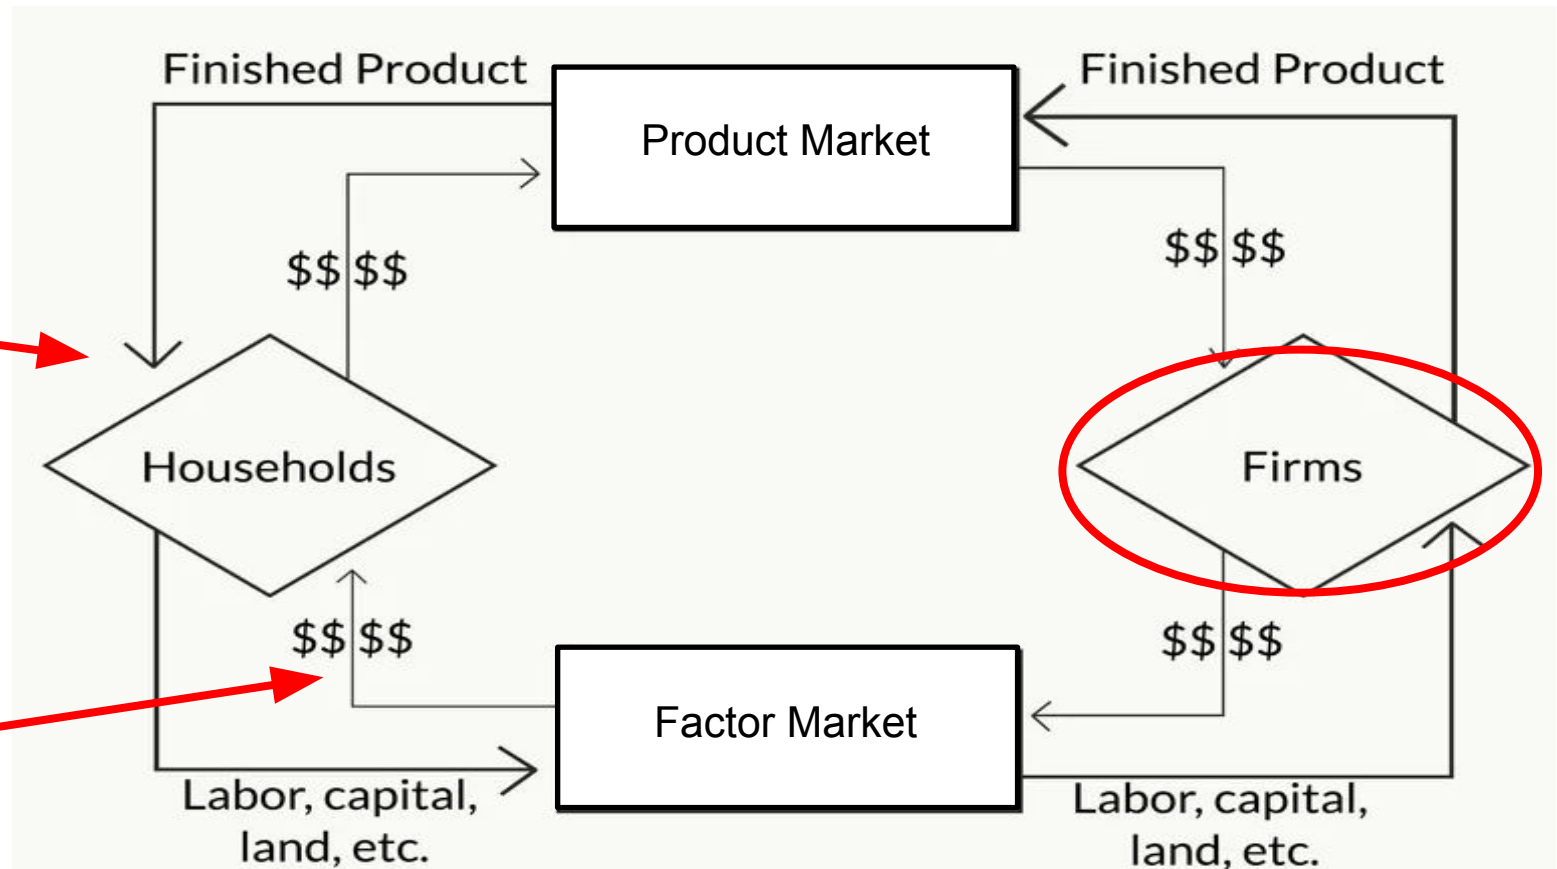 Finished Product
Finished Product
Product Market
$$ $$
$$ $$
Households
Firms
$$ $$
$$ $$
Factor Market
Labor, capital,
land, etc.
Labor, capital,
land, etc.